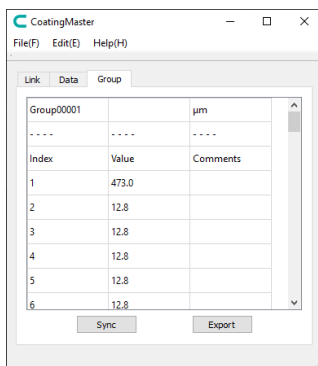 CoatingMaster
File(F) Edit(E) Help(H)
Link Data Group
Group00001 µm
---- ---- ----
Index Value Comments
1 473.0
2 12.8
3 12.8
4 12.8
5 12.8
6 12.8
Sync Export